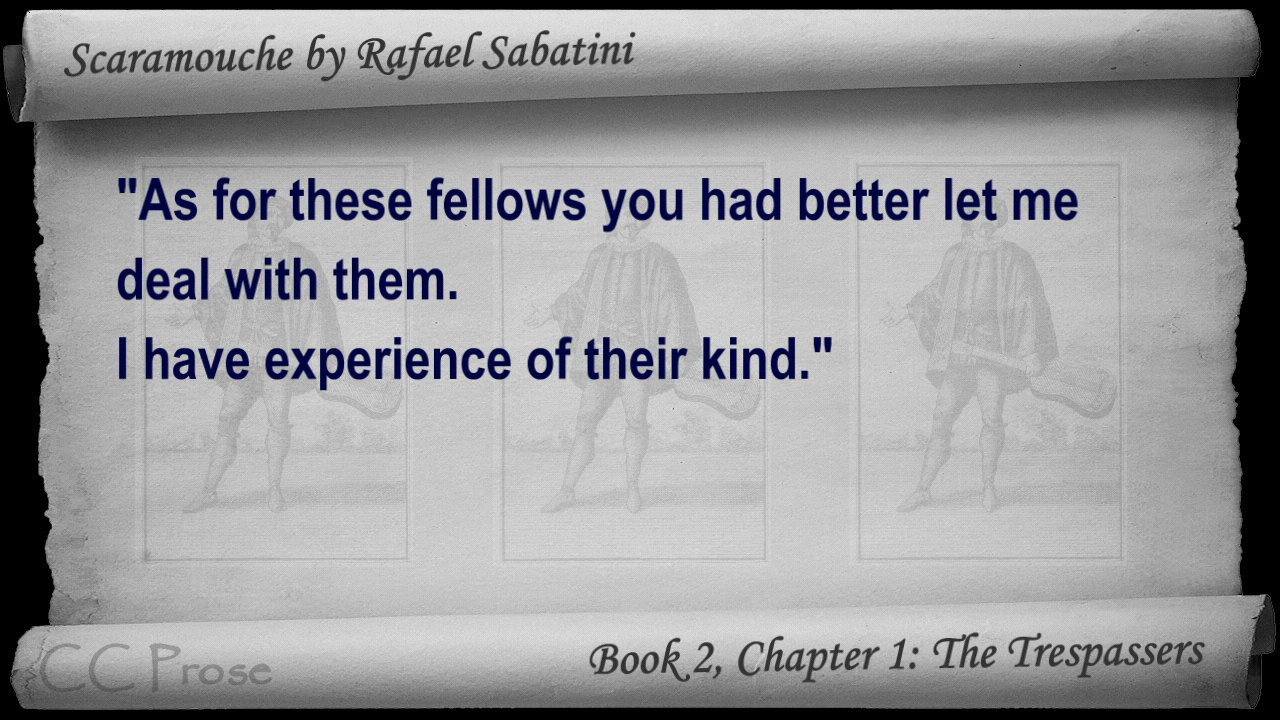 Scaramouche by Rafael Sabatini
"As for these fellows you had better let me
deal with them.
I have experience of their kind."
CC Prose
Book 2, Chapter 1: The Trespassers